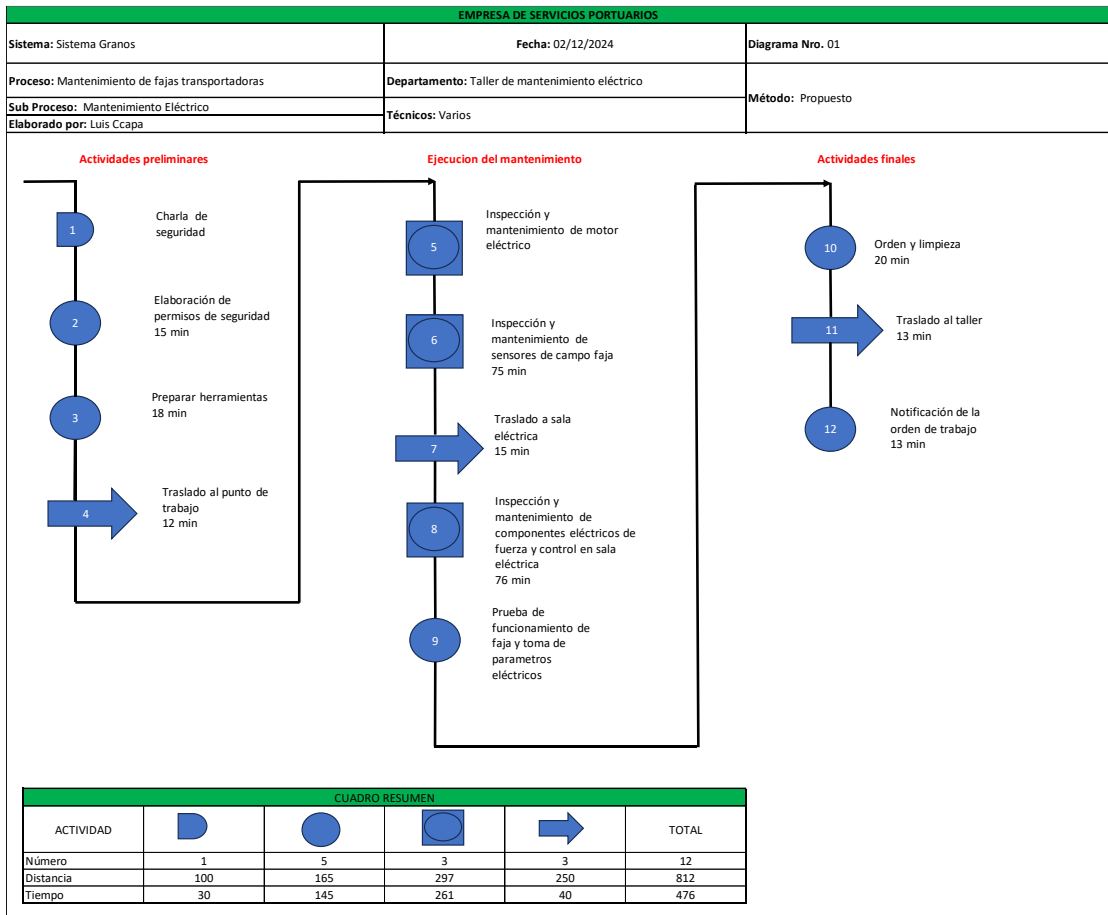 EMPRESA DE SERVICIOS PORTUARIOS
Sistema: Sistema Granos
Fecha: 02/12/2024
Diagrama Nro. 01
Proceso: Mantenimiento de fajas transportadoras
Departamento: Taller de mantenimiento eléctrico
Método: Propuesto
Sub Proceso: Mantenimiento Eléctrico
Técnicos: Varios
Elaborado por: Luis Ccapa
Actividades preliminares
1
Charla de
seguridad
2
Elaboración de
permisos de seguridad
15 min
3
Preparar herramientas
18 min
4
Traslado al punto de
trabajo
12 min
Ejecucion del mantenimiento
5
Inspección y
mantenimiento de motor
eléctrico
6
Inspección y
mantenimiento de
sensores de campo faja
75 min
7
Traslado a sala
eléctrica
15 min
8
Inspección y
mantenimiento de
componentes eléctricos de
fuerza y control en sala
eléctrica
76 min
9
Prueba de
funcionamiento de
faja y toma de
parametros
eléctricos
Actividades finales
10
Orden y limpieza
20 min
11
Traslado al taller
13 min
12
Notificación de la
orden de trabajo
13 min
CUADRO RESUMEN
ACTIVIDAD TOTAL
Número 1 5 3 3 12
Distancia 100 165 297 250 812
Tiempo 30 145 261 40 476